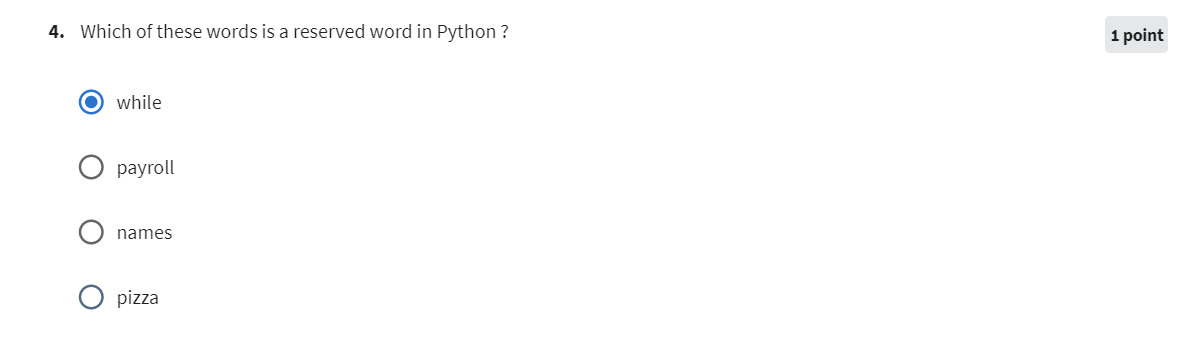 4. Which of these words is a reserved word in Python ?
1 point
while
payroll
names
pizza